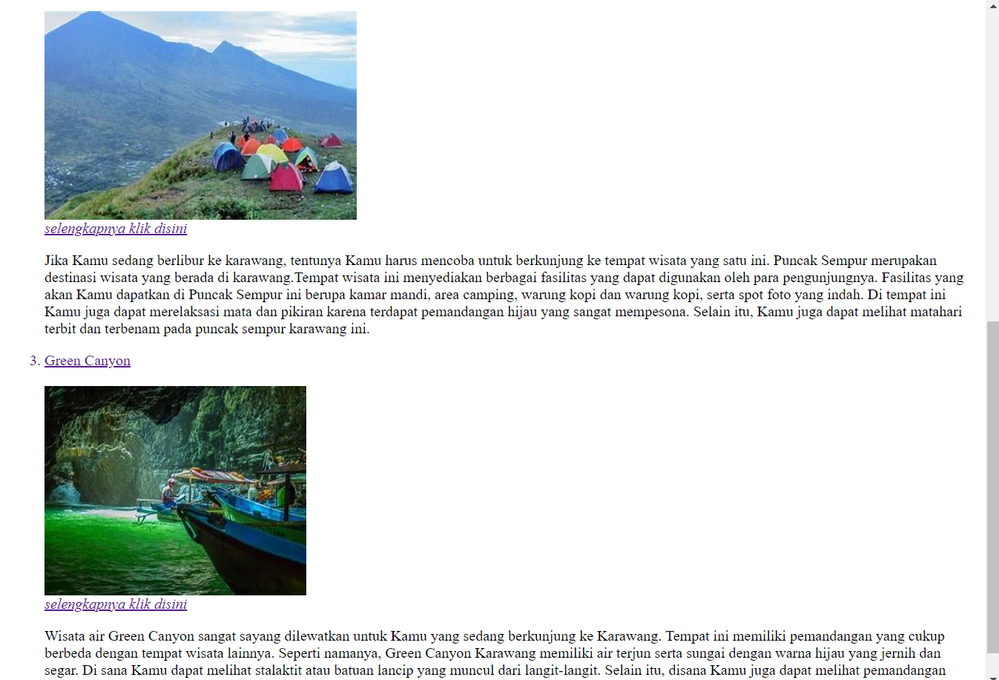 selengkapnya klik disini
Jika Kamu sedang berlibur ke karawang, tentunya Kamu harus mencoba untuk berkunjung ke tempat wisata yang satu ini. Puncak Sempur merupakan
destinasi wisata yang berada di karawang.Tempat wisata ini menyediakan berbagai fasilitas yang dapat digunakan oleh para pengunjungnya. Fasilitas yang
akan Kamu dapatkan di Puncak Sempur ini berupa kamar mandi, area camping, warung kopi dan warung kopi, serta spot foto yang indah. Di tempat ini
Kamu juga dapat merelaksasi mata dan pikiran karena terdapat pemandangan hijau yang sangat mempesona. Selain itu, Kamu juga dapat melihat matahari
terbit dan terbenam pada puncak sempur karawang ini.
3. Green Canyon
selengkapnya klik disini
Wisata air Green Canyon sangat sayang dilewatkan untuk Kamu yang sedang berkunjung ke Karawang. Tempat ini memiliki pemandangan yang cukup
berbeda dengan tempat wisata lainnya. Seperti namanya, Green Canyon Karawang memiliki air terjun serta sungai dengan warna hijau yang jernih dan
segar. Di sana Kamu dapat melihat stalaktit atau batuan lancip yang muncul dari langit-langit. Selain itu, disana Kamu juga dapat melihat pemandangan